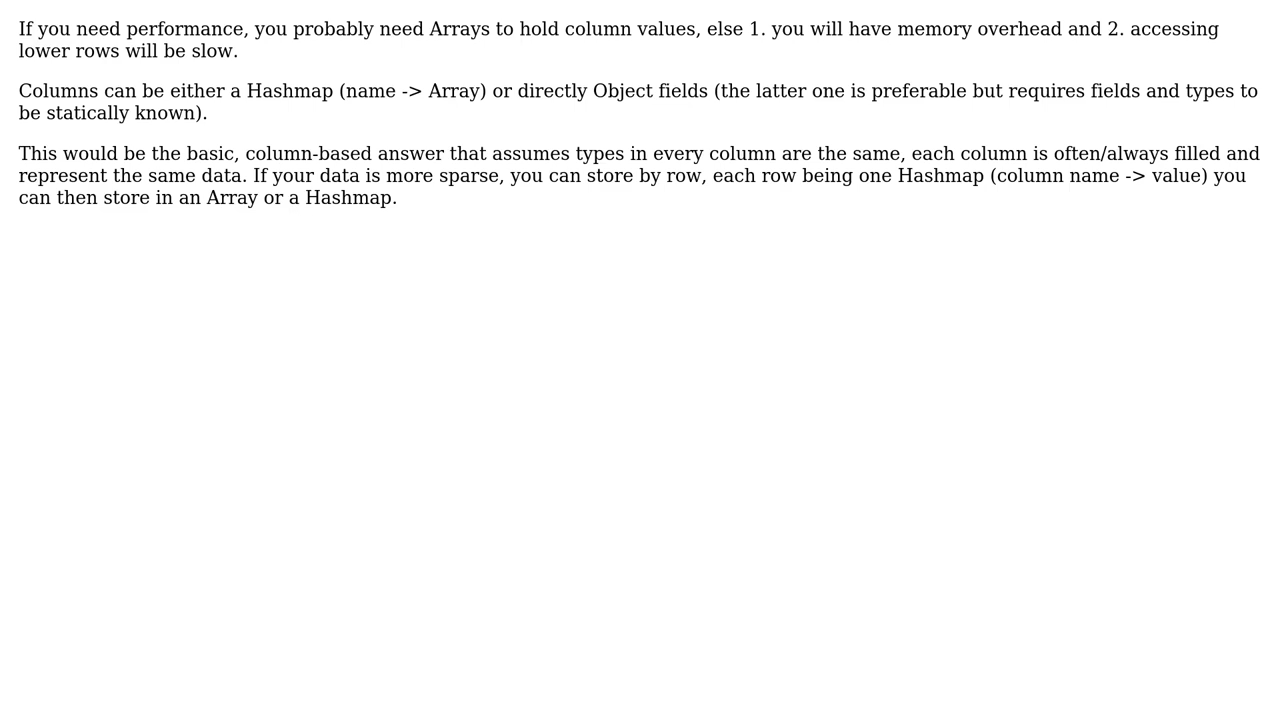 If you need performance, you probably need Arrays to hold column values, else 1. you will have memory overhead and 2. accessing
lower rows will be slow.
Columns can be either a Hashmap (name -> Array) or directly Object fields (the latter one is preferable but requires fields and types to
be statically known).
This would be the basic, column-based answer that assumes types in every column are the same, each column is often/always filled and
represent the same data. If your data is more sparse, you can store by row, each row being one Hashmap (column name -> value) you
can then store in an Array or a Hashmap.